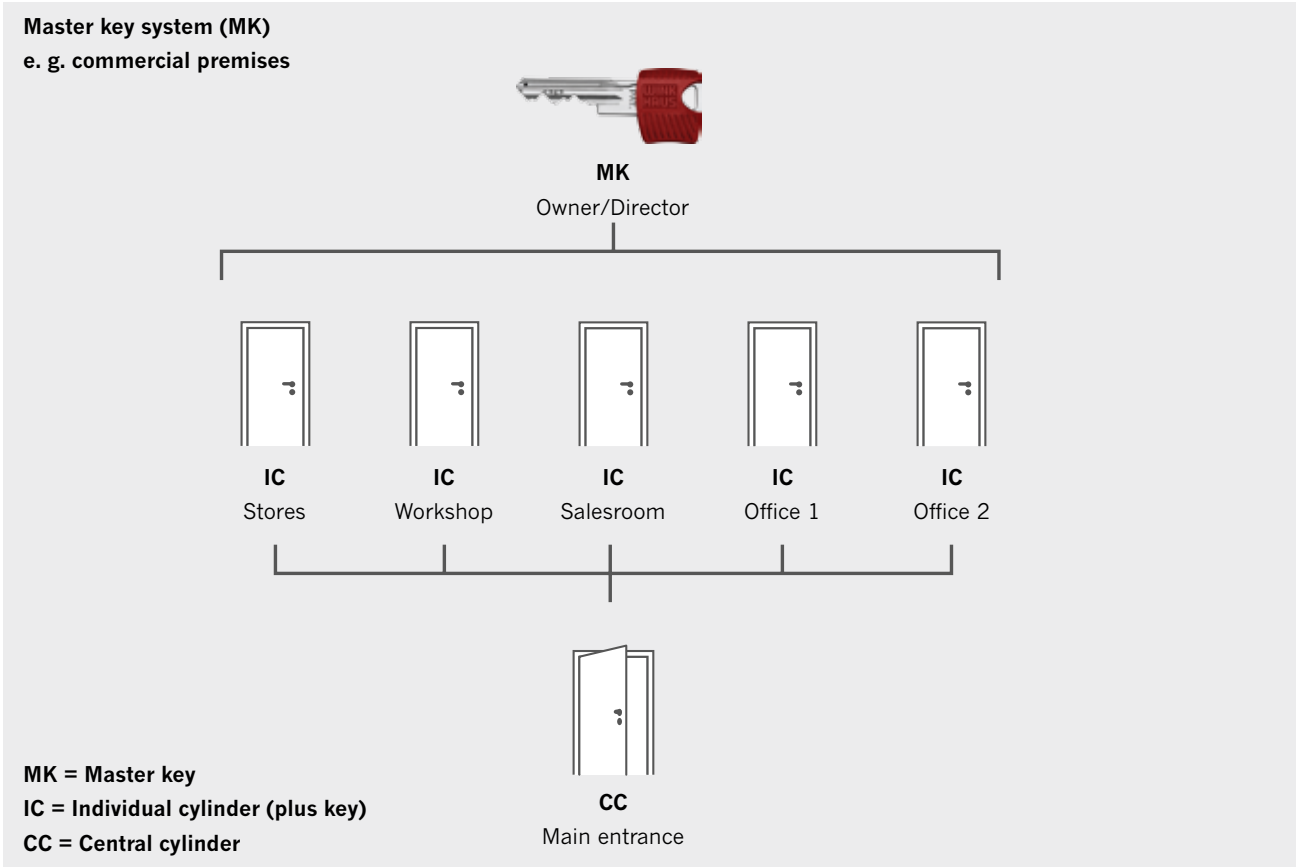 Master key system (MK)
e. g. commercial premises
MK
Owner/Director
IC
Stores
IC
Workshop
IC
Salesroom
IC
Office 1
IC
Office 2
CC
Main entrance
MK = Master key
IC = Individual cylinder (plus key)
CC = Central cylinder